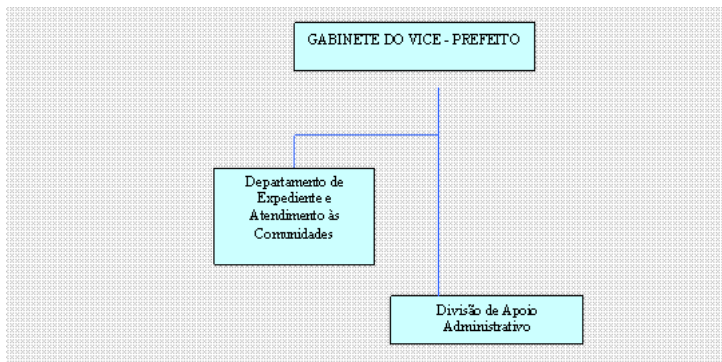 GABINETE DO VICE - PREFEITO
Departamento de
Expediente e
Atendimento às
Comunidades
Divisão de Apoio
Administrativo